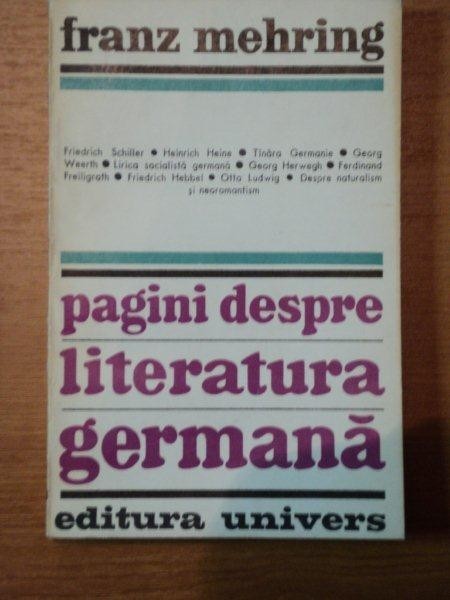 franz mehring
Friedrich Schiller ● Heinrich Heine ● Tînăra Germanie ● Georg
Weerth ● Lirica socialistă germană ● Georg Herwegh ● Ferdinand
Freiligrath ● Friedrich Hebbel ● Otto Ludwig ● Despre naturalism
și neoromantism
pagini despre
literatura
germană
editura univers